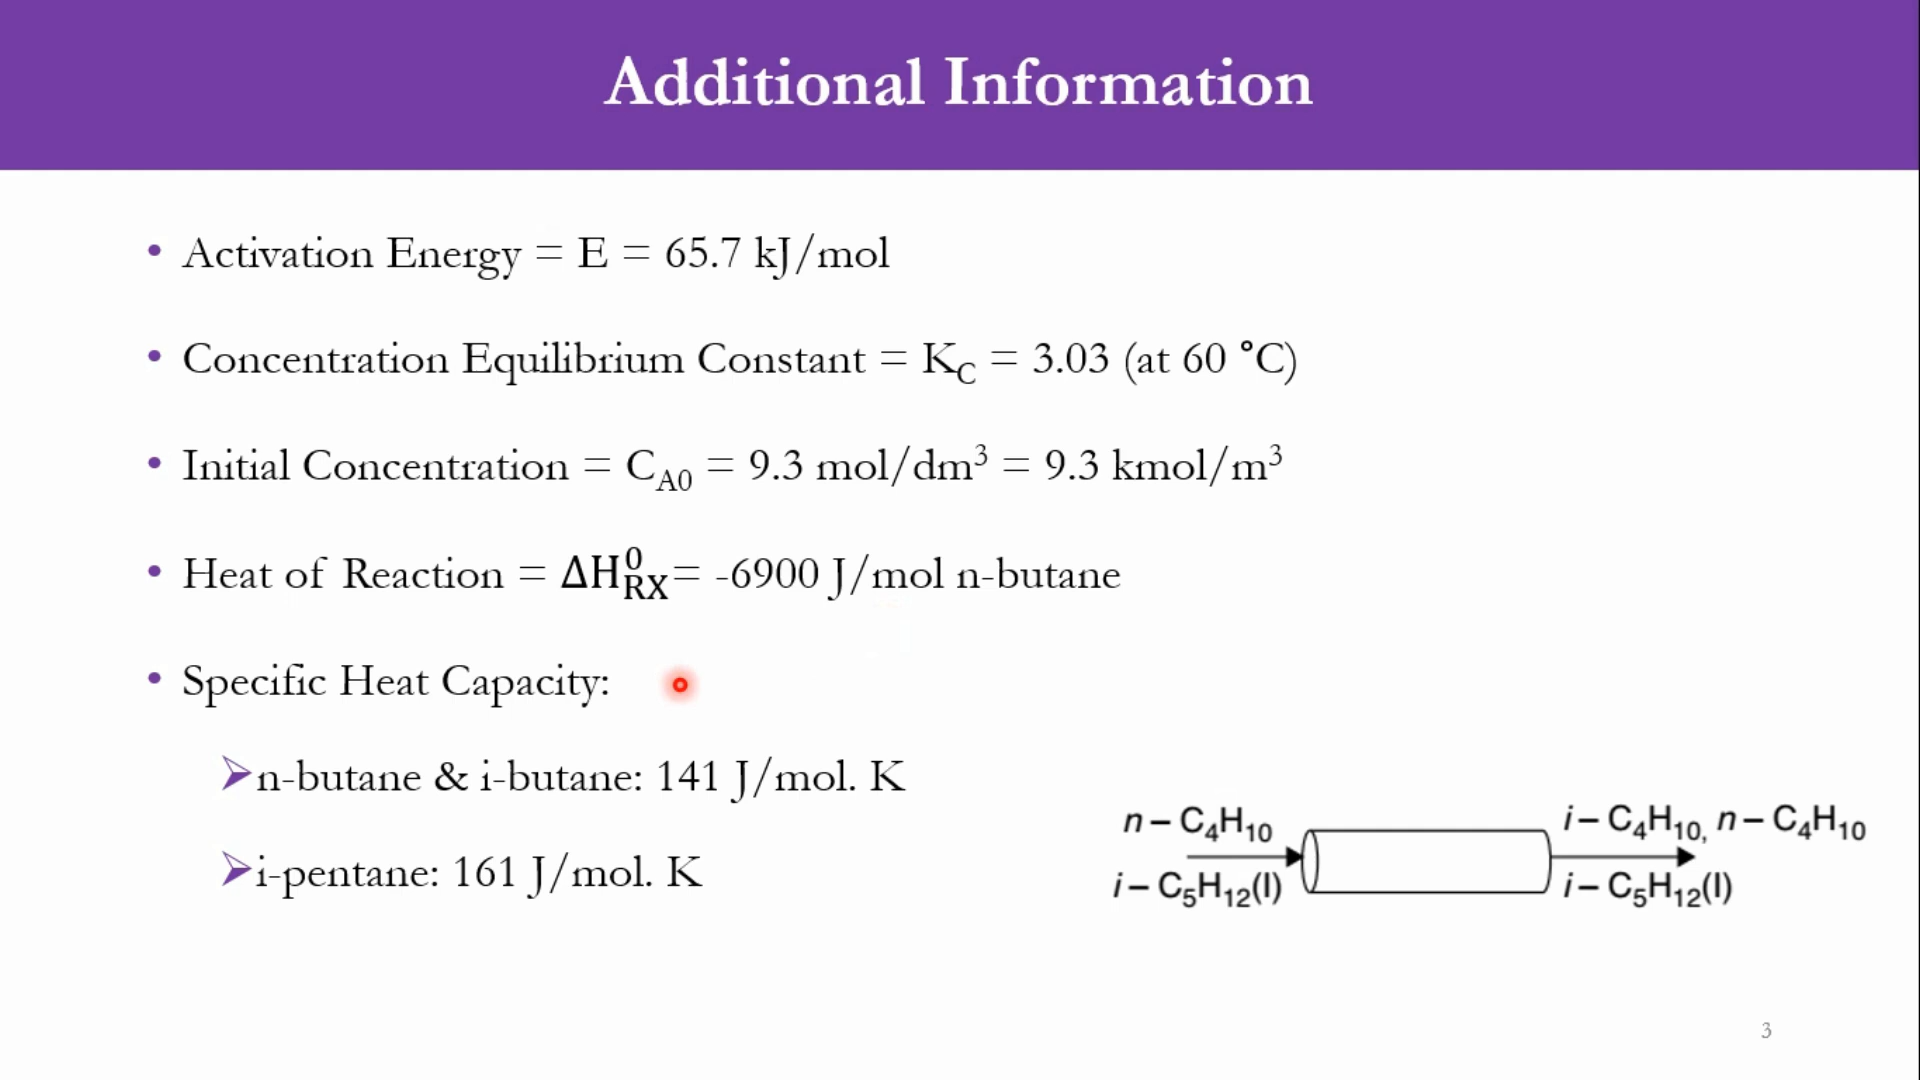 Additional Information
• Activation Energy = E = 65.7 kJ/mol
• Concentration Equilibrium Constant = K_C = 3.03 (at 60 °C)
• Initial Concentration = C_A0 = 9.3 mol/dm³ = 9.3 kmol/m³
• Heat of Reaction = ΔH⁰_RX = -6900 J/mol n-butane
• Specific Heat Capacity:
➢n-butane & i-butane: 141 J/mol. K
➢i-pentane: 161 J/mol. K
n – C₄H₁₀
i – C₅H₁₂(l)
i – C₄H₁₀, n – C₄H₁₀
i – C₅H₁₂(l)
3